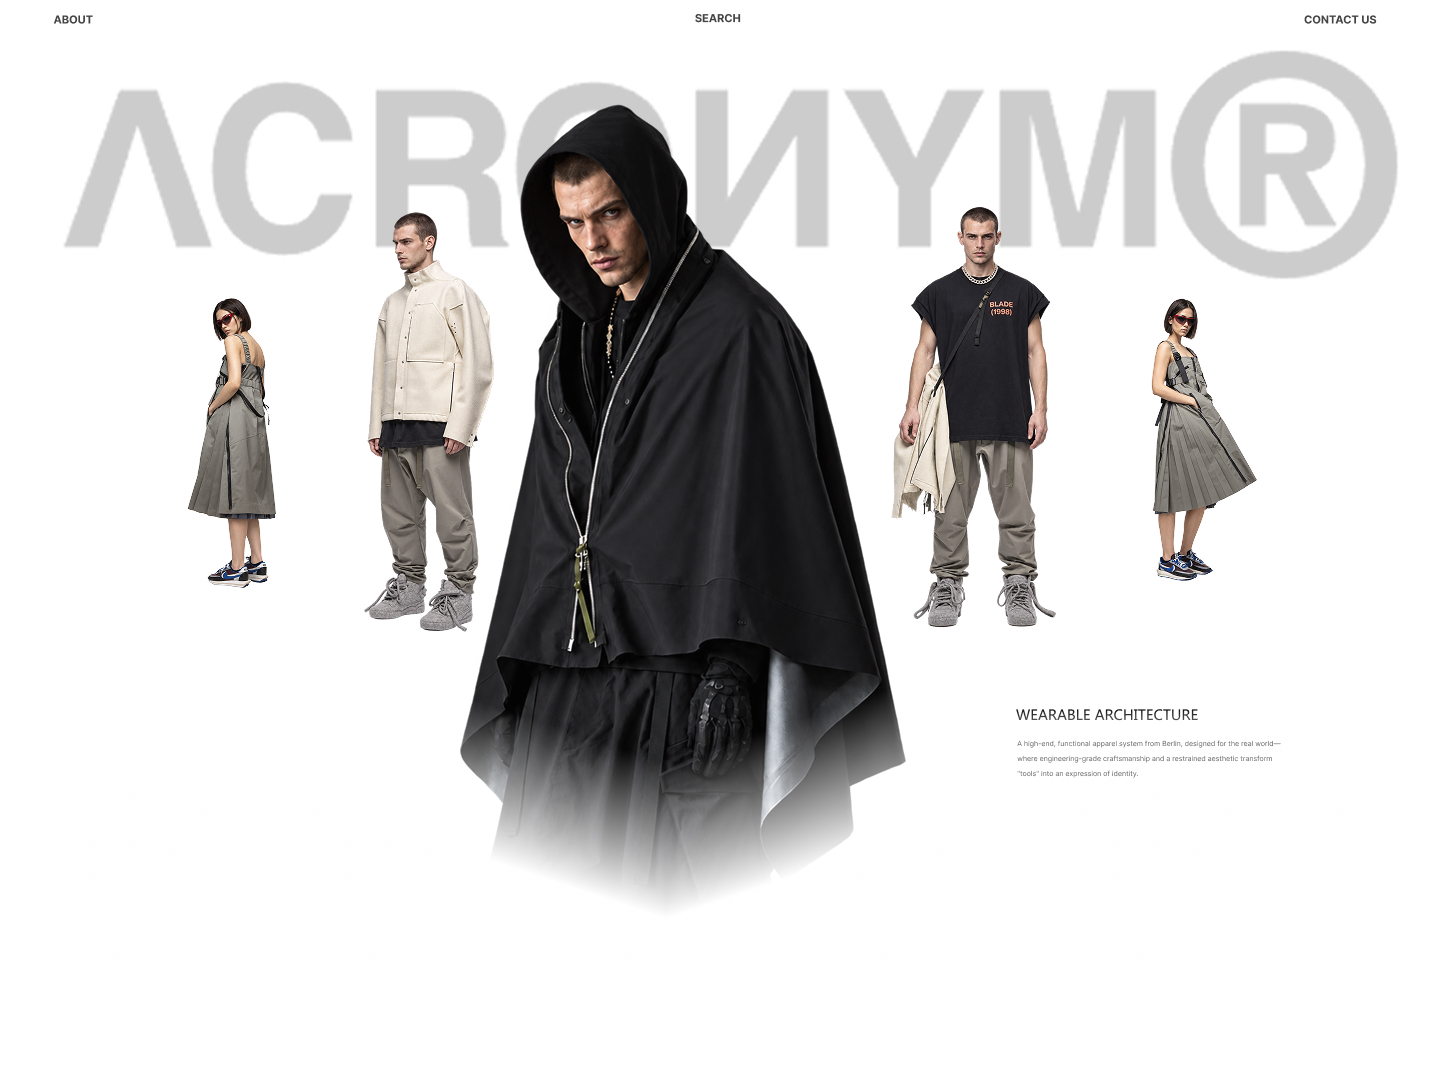 ABOUT
SEARCH
CONTACT US
ΛCROИYM®
BLADE
(1998)
WEARABLE ARCHITECTURE
A high-end, functional apparel system from Berlin, designed for the real world—
where engineering-grade craftsmanship and a restrained aesthetic transform
"tools" into an expression of identity.